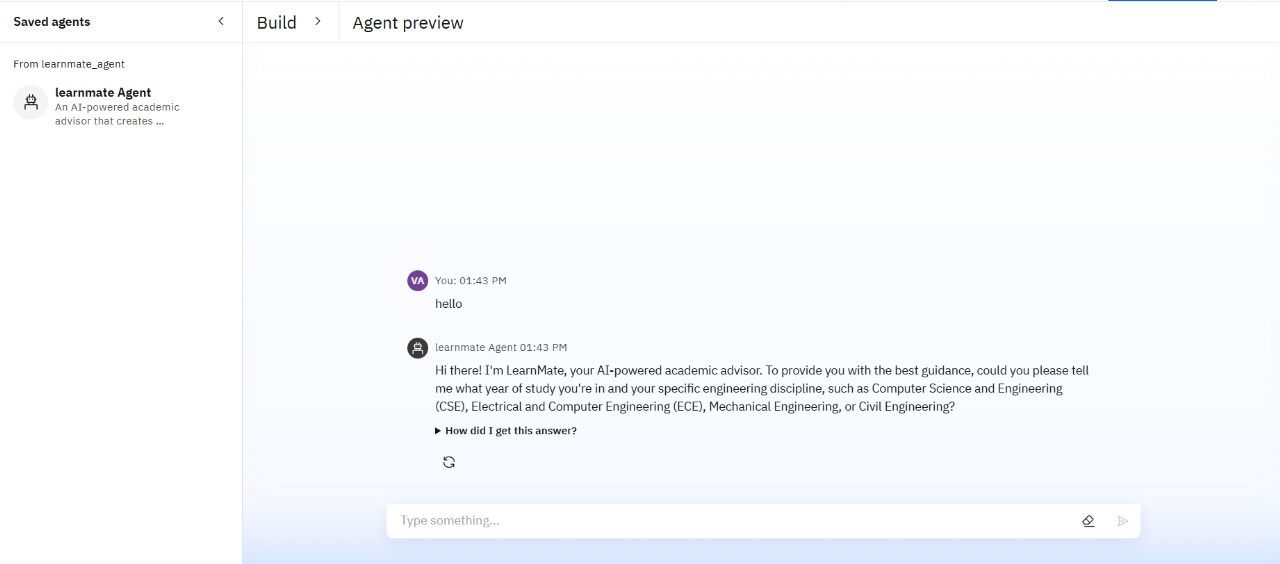 Saved agents
Build
Agent preview
From learnmate_agent
learnmate Agent
An AI-powered academic
advisor that creates ...
VA
You: 01:43 PM
hello
learnmate Agent 01:43 PM
Hi there! I'm LearnMate, your AI-powered academic advisor. To provide you with the best guidance, could you please tell
me what year of study you're in and your specific engineering discipline, such as Computer Science and Engineering
(CSE), Electrical and Computer Engineering (ECE), Mechanical Engineering, or Civil Engineering?
How did I get this answer?
Type something...